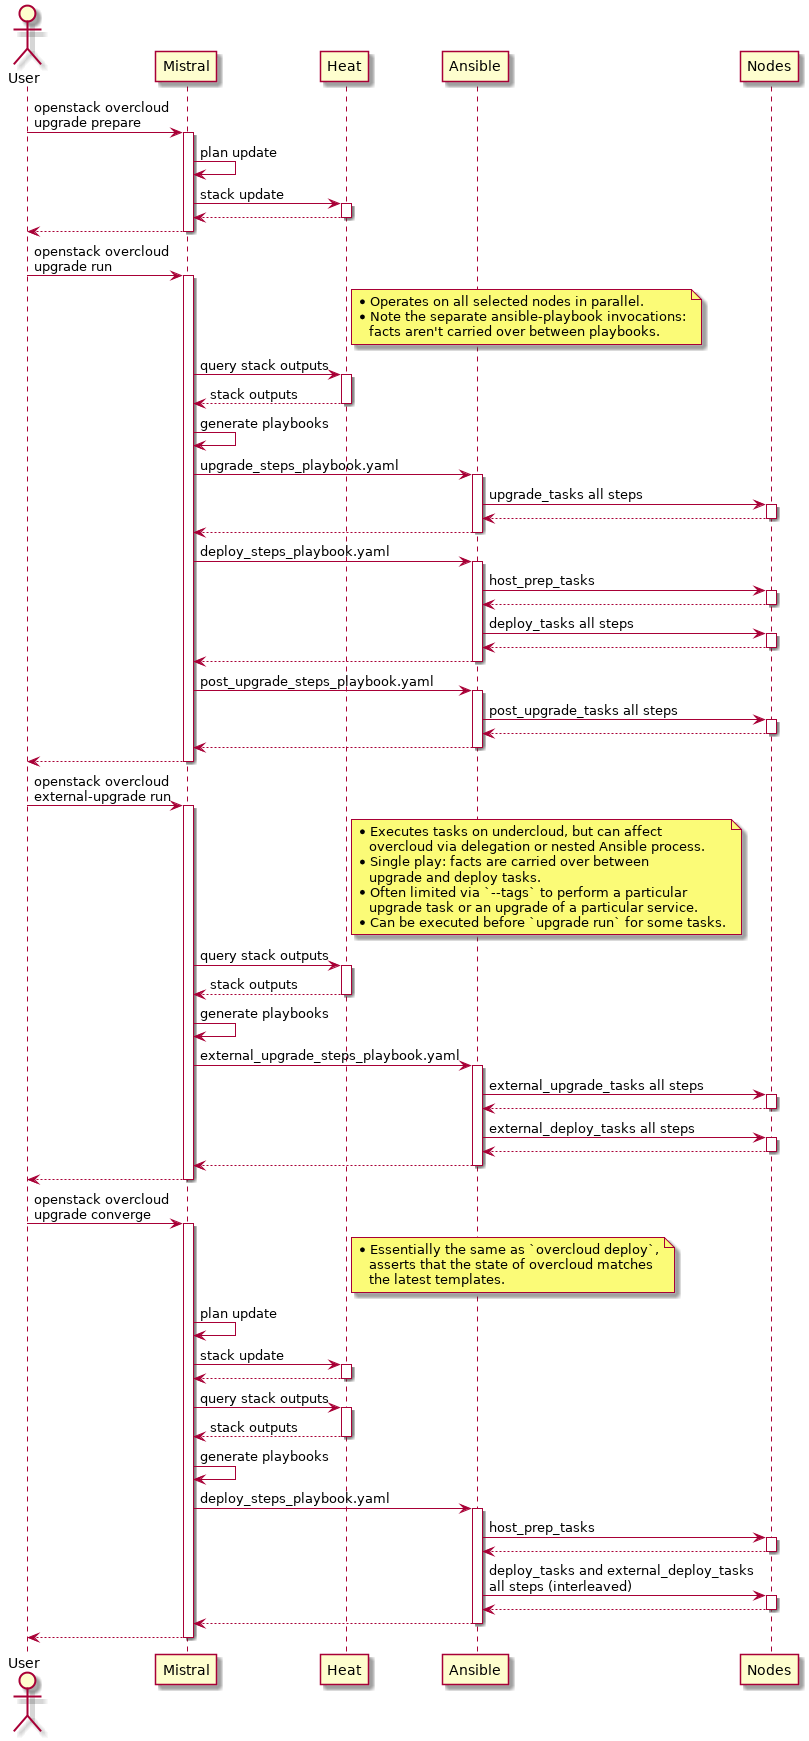 User
Mistral
Heat
Ansible
Nodes
openstack overcloud
upgrade prepare
plan update
stack update
openstack overcloud
upgrade run
• Operates on all selected nodes in parallel.
• Note the separate ansible-playbook invocations:
facts aren't carried over between playbooks.
query stack outputs
stack outputs
generate playbooks
upgrade_steps_playbook.yaml
upgrade_tasks all steps
deploy_steps_playbook.yaml
host_prep_tasks
deploy_tasks all steps
post_upgrade_steps_playbook.yaml
post_upgrade_tasks all steps
openstack overcloud
external-upgrade run
• Executes tasks on undercloud, but can affect
overcloud via delegation or nested Ansible process.
• Single play: facts are carried over between
upgrade and deploy tasks.
• Often limited via `--tags` to perform a particular
upgrade task or an upgrade of a particular service.
• Can be executed before `upgrade run` for some tasks.
query stack outputs
stack outputs
generate playbooks
external_upgrade_steps_playbook.yaml
external_upgrade_tasks all steps
external_deploy_tasks all steps
openstack overcloud
upgrade converge
• Essentially the same as `overcloud deploy`,
asserts that the state of overcloud matches
the latest templates.
plan update
stack update
query stack outputs
stack outputs
generate playbooks
deploy_steps_playbook.yaml
host_prep_tasks
deploy_tasks and external_deploy_tasks
all steps (interleaved)
User
Mistral
Heat
Ansible
Nodes